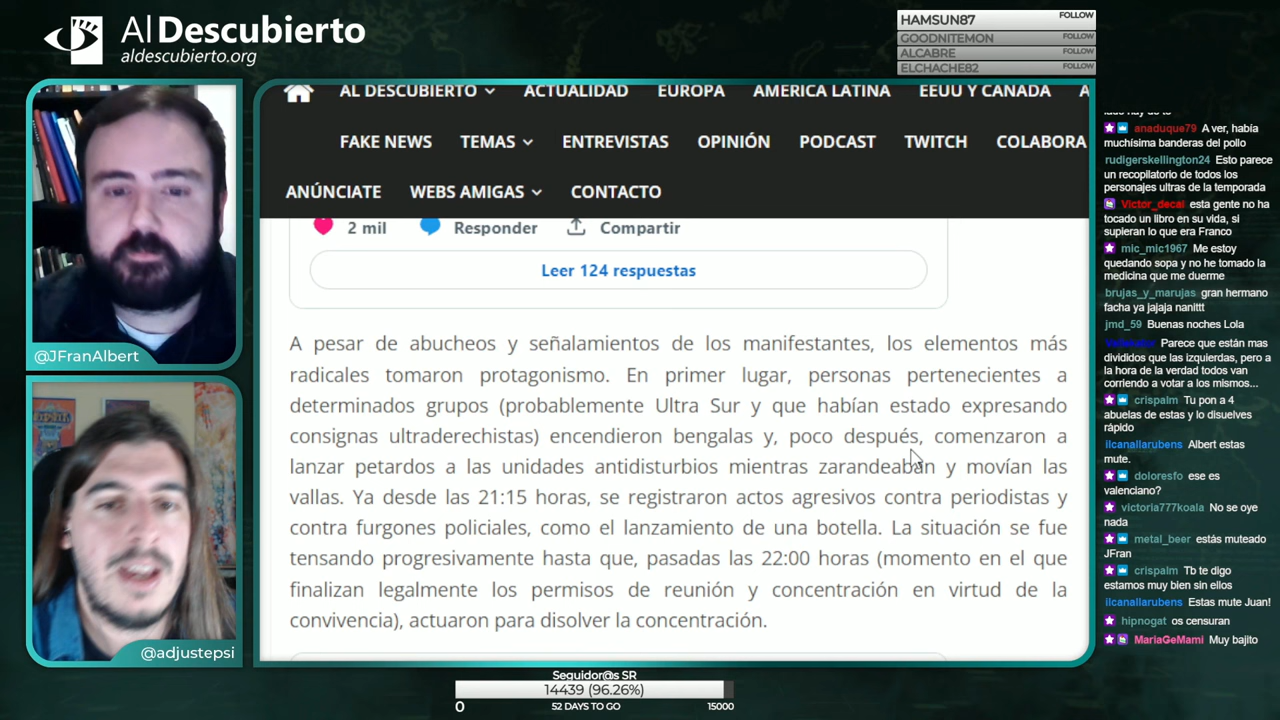 Al Descubierto
aldescubierto.org
HAMSUN87 FOLLOW
GOODNITEMON FOLLOW
ALCABRE FOLLOW
ELCHACHE82 FOLLOW
AL DESCUBIERTO ACTUALIDAD EUROPA AMÉRICA LATINA EEUU Y CANADÁ A
FAKE NEWS TEMAS ENTREVISTAS OPINIÓN PODCAST TWITCH COLABORA
ANÚNCIATE WEBS AMIGAS CONTACTO
2 mil Responder Compartir
Leer 124 respuestas
A pesar de abucheos y señalamientos de los manifestantes, los elementos más
radicales tomaron protagonismo. En primer lugar, personas pertenecientes a
determinados grupos (probablemente Ultra Sur y que habían estado expresando
consignas ultraderechistas) encendieron bengalas y, poco después, comenzaron a
lanzar petardos a las unidades antidisturbios mientras zarandeaban y movían las
vallas. Ya desde las 21:15 horas, se registraron actos agresivos contra periodistas y
contra furgones policiales, como el lanzamiento de una botella. La situación se fue
tensando progresivamente hasta que, pasadas las 22:00 horas (momento en el que
finalizan legalmente los permisos de reunión y concentración en virtud de la
convivencia), actuaron para disolver la concentración.
@JFranAlbert
@adjustepsi
anaduque79 A ver, había
muchísima banderas del pollo
rudigerskellington24 Esto parece
un recopilatorio de todos los
personajes ultras de la temporada
Victor_decai esta gente no ha
tocado un libro en su vida, si
supieran lo que era Franco
mic_mic1967 Me estoy
quedando sopa y no he tomado la
medicina que me duerme
brujas_y_marujas gran hermano
facha ya jajaja nanittt
jmd_59 Buenas noches Lola
Parece que están mas
divididos que las izquierdas, pero a
la hora de la verdad todos van
corriendo a votar a los mismos...
crispalm Tu pon a 4
abuelas de estas y lo disuelves
rápido
ilcanallarubens Albert estas
mute.
doloresfo ese es
valenciano?
victoria777koala No se oye
nada
metal_beer estás muteado
JFran
crispalm Tb te digo
estamos muy bien sin ellos
ilcanallarubens Estas mute Juan!
hipnogat os censuran
MariaGeMami Muy bajito
Seguidor@s SR
14439 (96.26%)
0 52 DAYS TO GO 15000